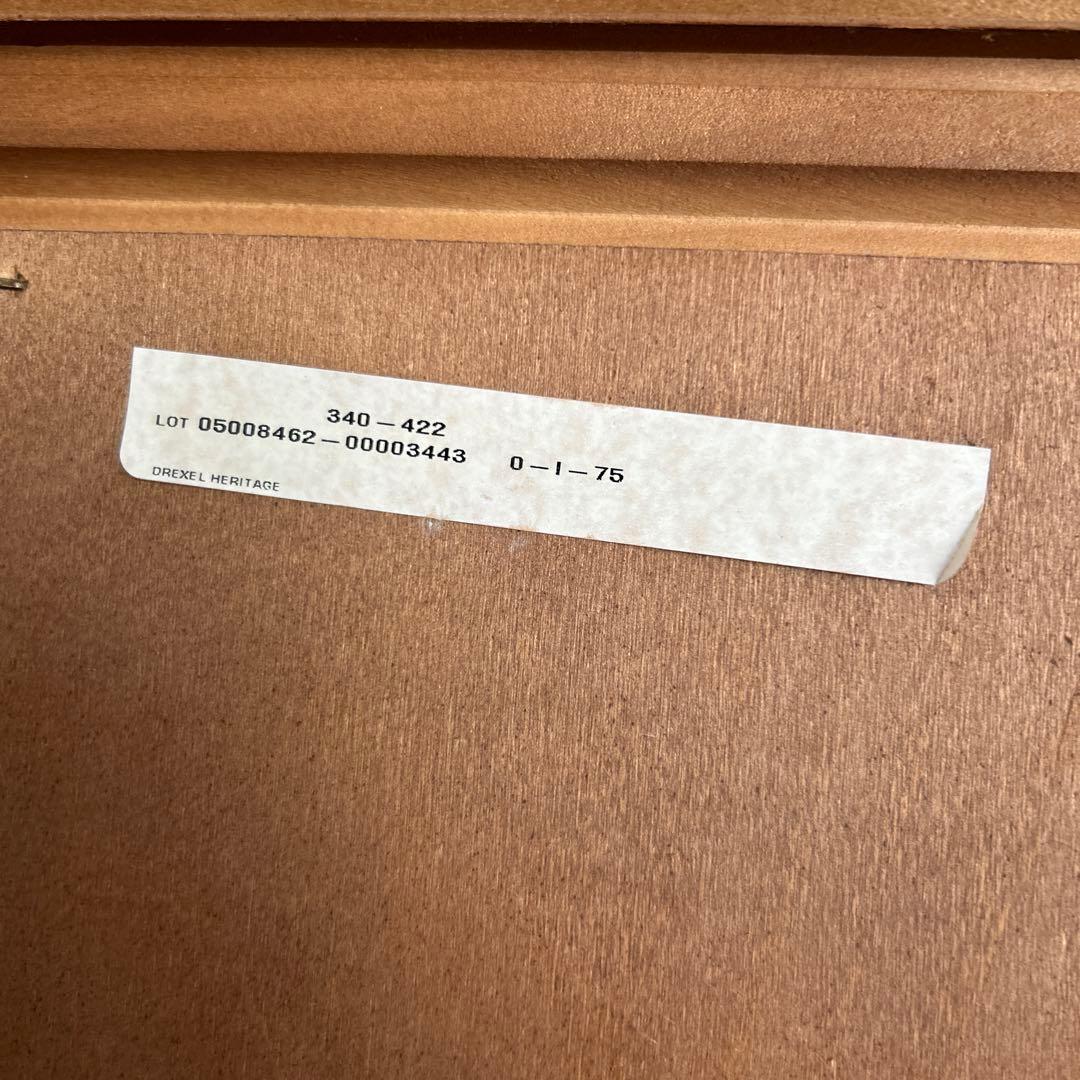 340-422
LOT 05008462-00003443 0-I-75
DREXEL HERITAGE